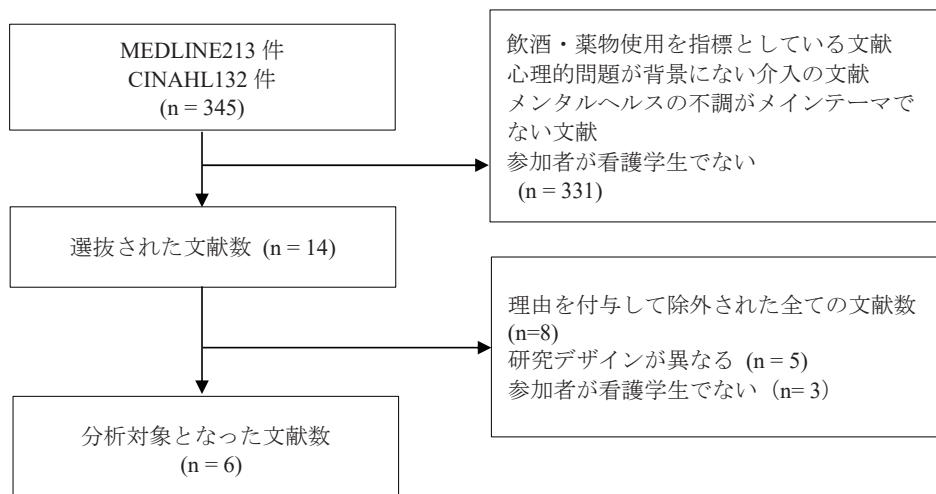 MEDLINE213 件
CINAHL132 件
(n = 345)
飲酒・薬物使用を指標としている文献
心理的問題が背景にない介入の文献
メンタルヘルスの不調がメインテーマで
ない文献
参加者が看護学生でない
(n = 331)
選抜された文献数 (n = 14)
理由を付与して除外された全ての文献数
(n=8)
研究デザインが異なる (n = 5)
参加者が看護学生でない（n= 3）
分析対象となった文献数
(n = 6)